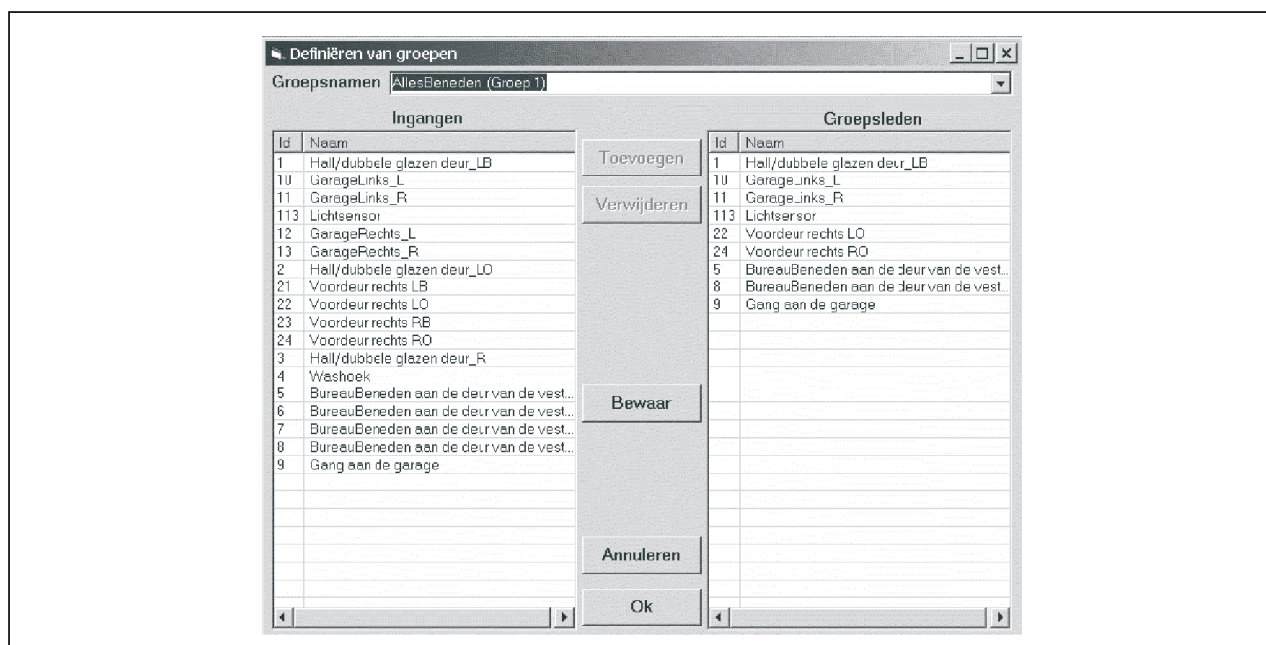 Definiëren van groepen
Groepsnamen AllesBeneden (Groep 1)
Ingangen
Id Naam
1 Hall/dubbele glazen deur_LB
10 GarageLinks_L
11 GarageLinks_R
113 Lichtsensor
12 GarageRechts_L
13 GarageRechts_R
2 Hall/dubbele glazen deur_LO
21 Voordeur rechts LB
22 Voordeur rechts LO
23 Voordeur rechts RB
24 Voordeur rechts RO
3 Hall/dubbele glazen deur_R
4 Washoek
5 BureauBeneden aan de deur van de vest...
6 BureauBeneden aan de deur van de vest...
7 BureauBeneden aan de deur van de vest...
8 BureauBeneden aan de deur van de vest...
9 Gang aan de garage
Toevoegen
Verwijderen
Bewaar
Annuleren
Ok
Groepsleden
Id Naam
1 Hall/dubbele glazen deur_LB
10 GarageLinks_L
11 GarageLinks_R
113 Lichtsensor
22 Voordeur rechts LO
24 Voordeur rechts RO
5 BureauBeneden aan de deur van de vest...
8 BureauBeneden aan de deur van de vest...
9 Gang aan de garage